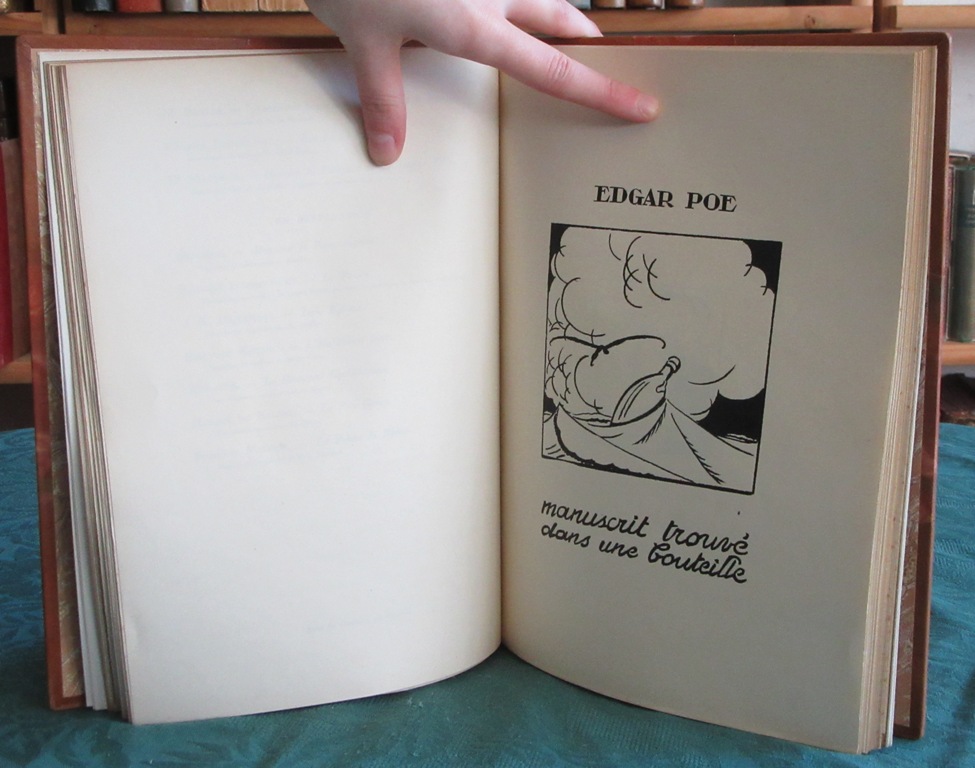 EDGAR POE
manuscrit trouvé
dans une bouteille